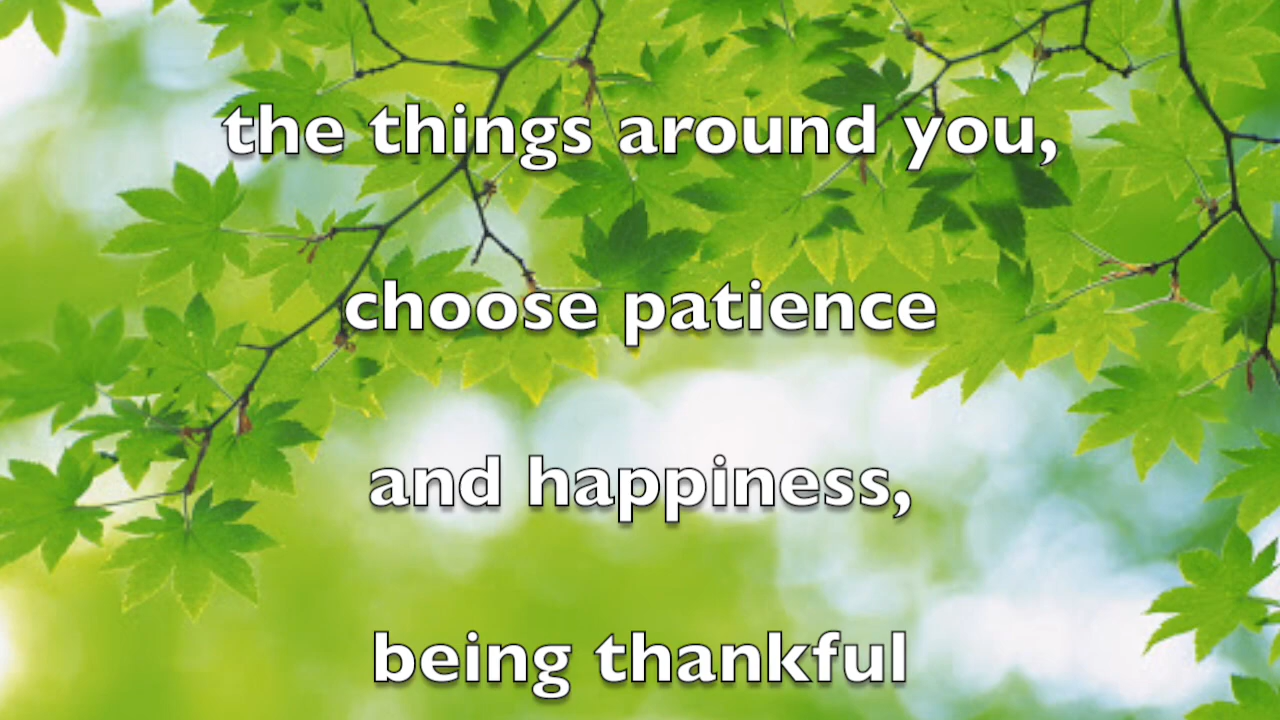 the things around you,
choose patience
and happiness,
being thankful